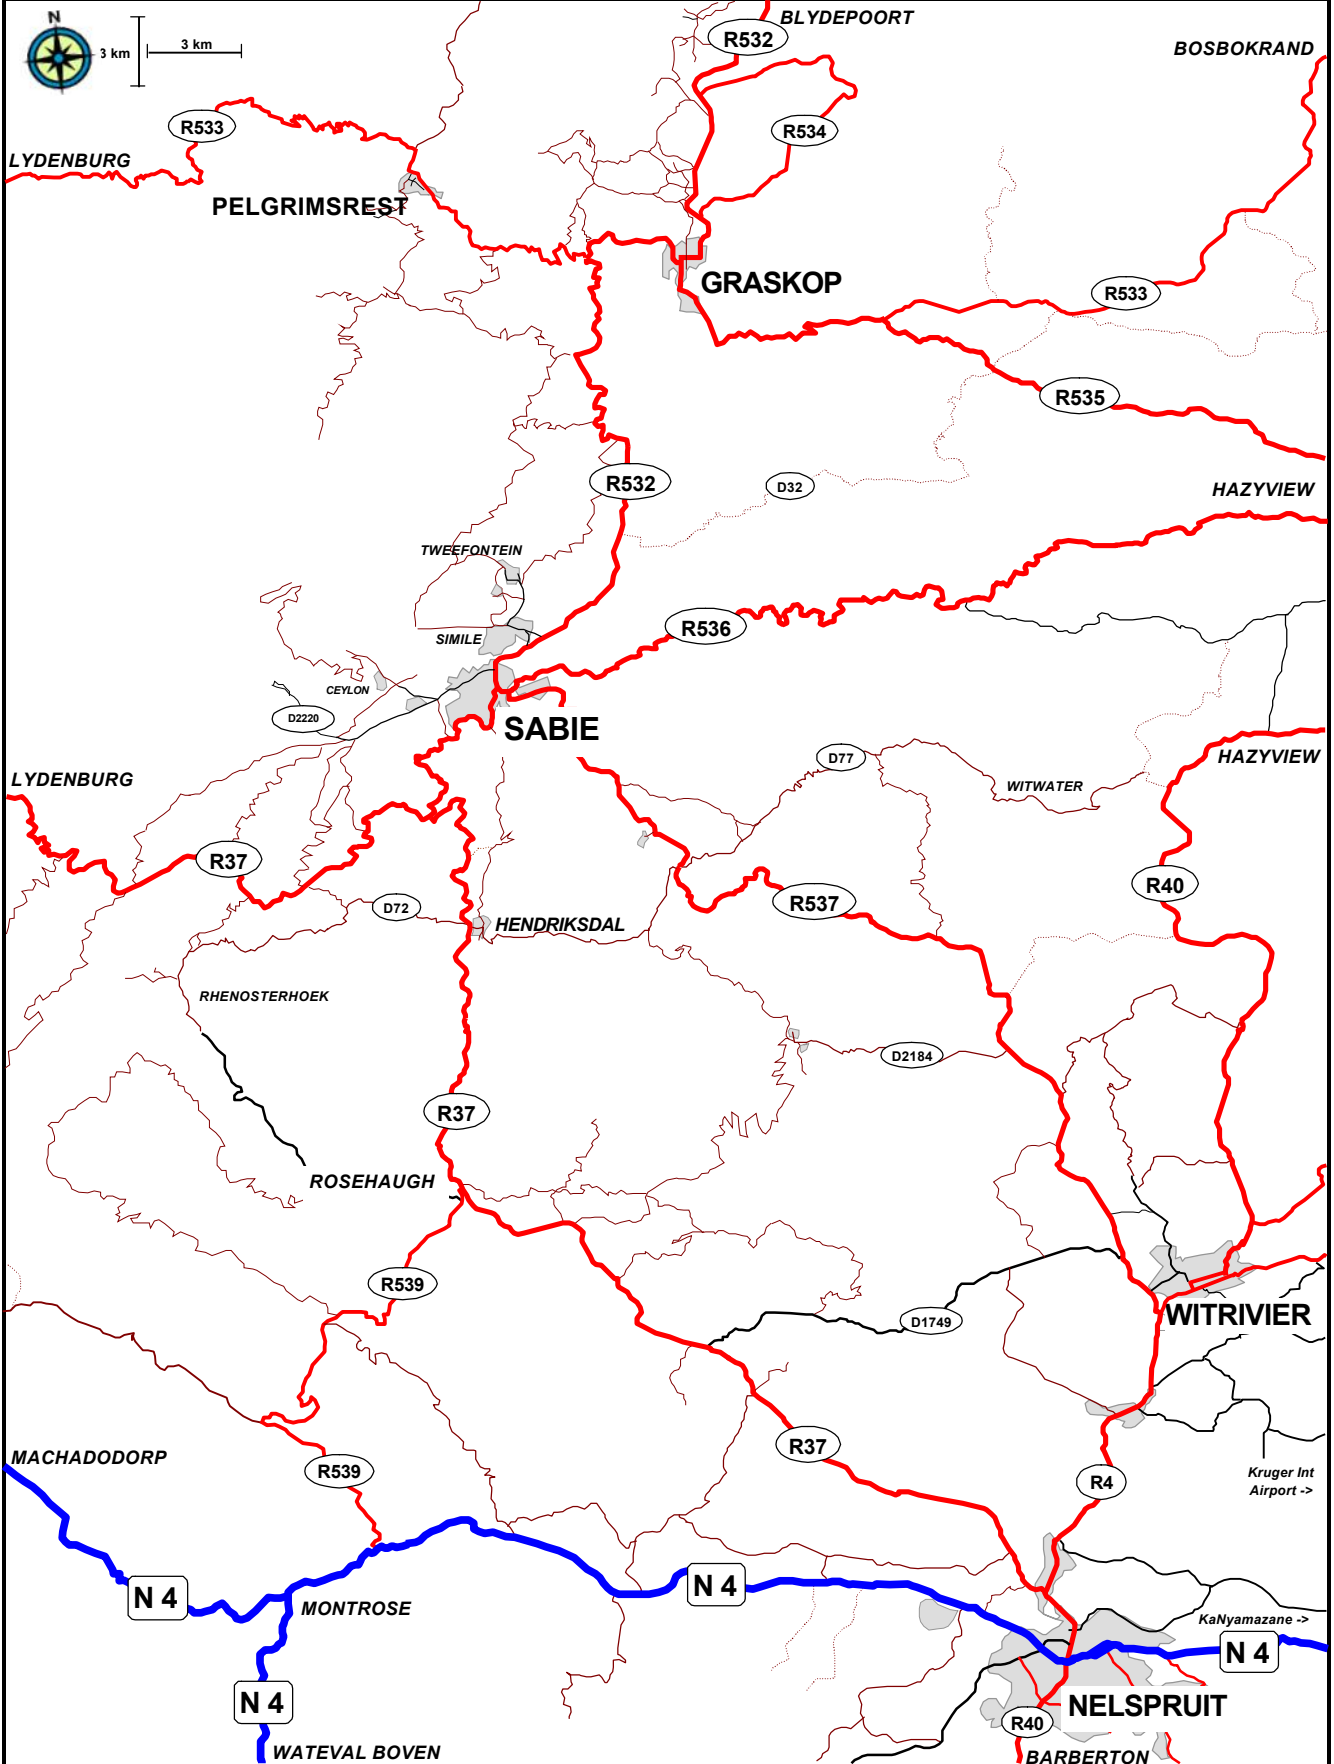 N
BLYDEPOORT
3 km
3 km
R532
BOSBOKRAND
R533
R534
LYDENBURG
PELGRIMSREST
GRASKOP
R533
R535
R532
D32
HAZYVIEW
TWEEFONTEIN
R536
SIMILE
CEYLON
D2220
SABIE
D77
HAZYVIEW
LYDENBURG
WITWATER
R37
R40
D72
R537
HENDRIKSDAL
RHENOSTERHOEK
D2184
R37
ROSEHAUGH
R539
D1749
WITRIVIER
R37
MACHADODORP
R539
R4
Kruger Int
Airport ->
N 4
N 4
MONTROSE
KaNyamazane ->
N 4
N 4
NELSPRUIT
R40
WATEVAL BOVEN
BARBERTON